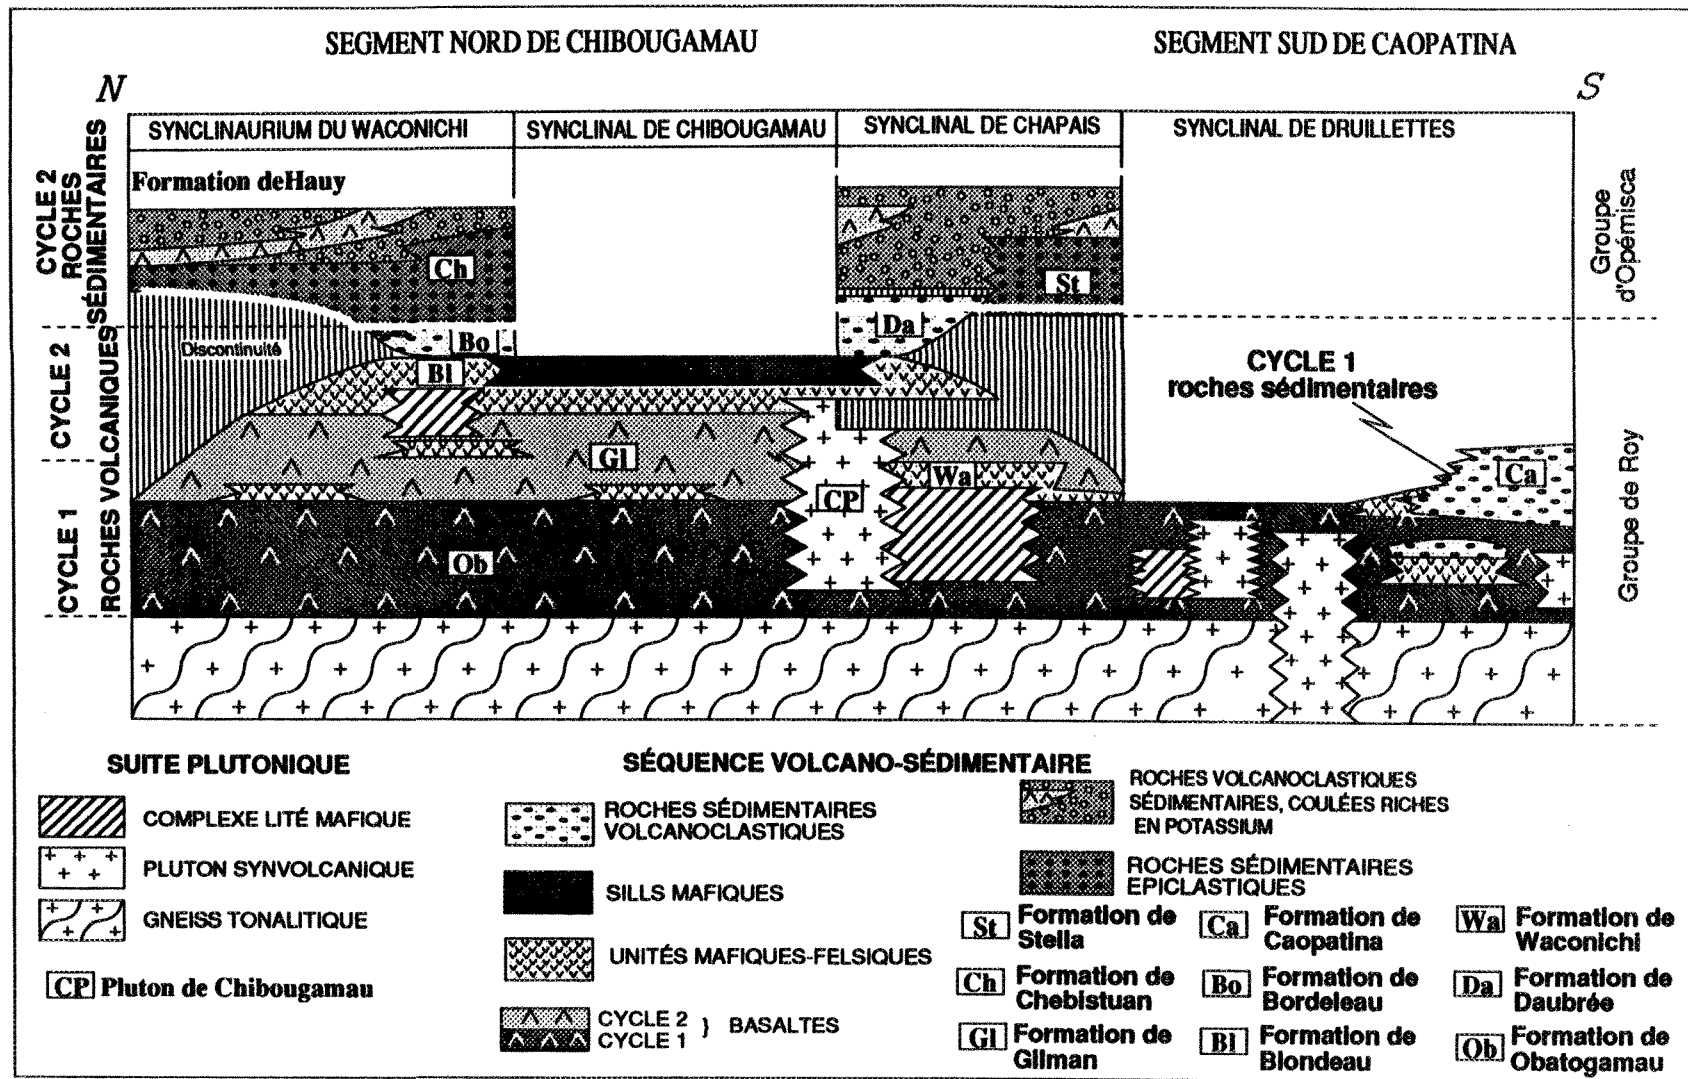 SEGMENT NORD DE CHIBOUGAMAU
SEGMENT SUD DE CAOPATINA
N
S
SYNCLINAURIUM DU WACONICHI
SYNCLINAL DE CHIBOUGAMAU
SYNCLINAL DE CHAPAIS
SYNCLINAL DE DRUILLETTES
CYCLE 2
ROCHES
SÉDIMENTAIRES
Formation deHauy
Ch
St
Groupe
d'Opémisca
CYCLE 2
CYCLE 1
ROCHES VOLCANIQUES
Discontinuité
Bo
Da
Bl
CYCLE 1
roches sédimentaires
Gl
Wa
CP
Ca
Ob
Groupe de Roy
SUITE PLUTONIQUE
COMPLEXE LITÉ MAFIQUE
PLUTON SYNVOLCANIQUE
GNEISS TONALITIQUE
CP Pluton de Chibougamau
SÉQUENCE VOLCANO-SÉDIMENTAIRE
ROCHES SÉDIMENTAIRES
VOLCANOCLASTIQUES
SILLS MAFIQUES
UNITÉS MAFIQUES-FELSIQUES
CYCLE 2
CYCLE 1
} BASALTES
ROCHES VOLCANOCLASTIQUES
SÉDIMENTAIRES, COULÉES RICHES
EN POTASSIUM
ROCHES SÉDIMENTAIRES
EPICLASTIQUES
St Formation de
Stella
Ca Formation de
Caopatina
Wa Formation de
Waconichi
Ch Formation de
Chebistuan
Bo Formation de
Bordeleau
Da Formation de
Daubrée
Gl Formation de
Gilman
Bl Formation de
Blondeau
Ob Formation de
Obatogamau